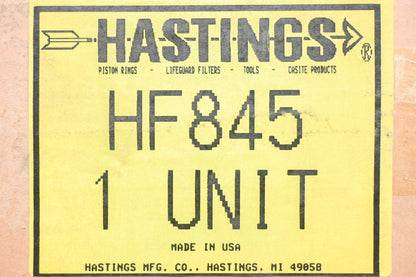 HASTINGS
PISTON RINGS - LIFEGUARD FILTERS - TOOLS - CASITE PRODUCTS
HF845
1 UNIT
MADE IN USA
HASTINGS MFG. CO., HASTINGS, MI 49058